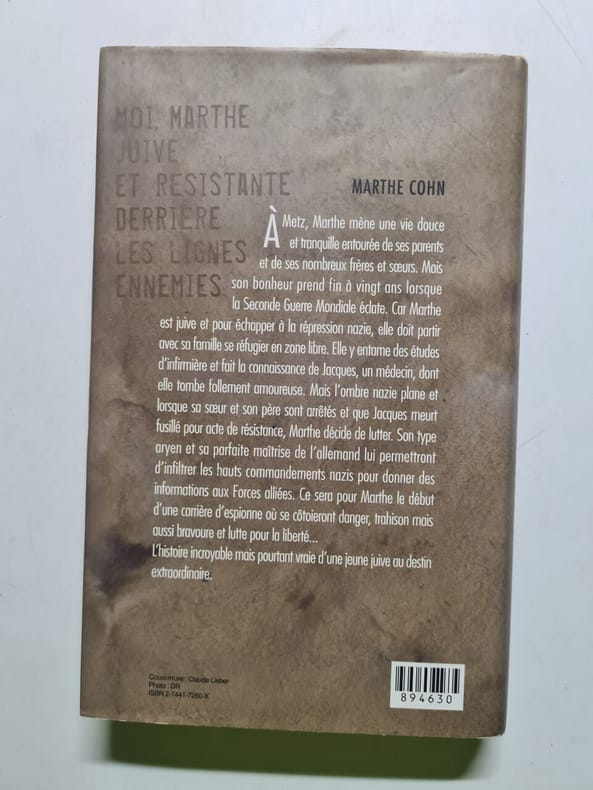 MOI, MARTHE
JUIVE
ET RESISTANTE
DERRIERE
LES LIGNES
ENNEMIES
MARTHE COHN
À Metz, Marthe mène une vie douce
et tranquille entourée de ses parents
et de ses nombreux frères et sœurs. Mais
son bonheur prend fin à vingt ans lorsque
la Seconde Guerre Mondiale éclate. Car Marthe
est juive et pour échapper à la répression nazie, elle doit partir
avec sa famille se réfugier en zone libre. Elle y entame des études
d'infirmière et fait la connaissance de Jacques, un médecin, dont
elle tombe follement amoureuse. Mais l'ombre nazie plane et
lorsque sa sœur et son père sont arrêtés et que Jacques meurt
fusillé pour acte de résistance, Marthe décide de lutter. Son type
aryen et sa parfaite maîtrise de l'allemand lui permettront
d'infiltrer les hauts commandements nazis pour donner des
informations aux Forces alliées. Ce sera pour Marthe le début
d'une carrière d'espionne où se côtoieront danger, trahison mais
aussi bravoure et lutte pour la liberté...
L'histoire incroyable mais pourtant vraie d'une jeune juive au destin
extraordinaire.
COUVERTURE : Claude Lieber
Photo : DR
ISBN 2-7441-7260-X
894630